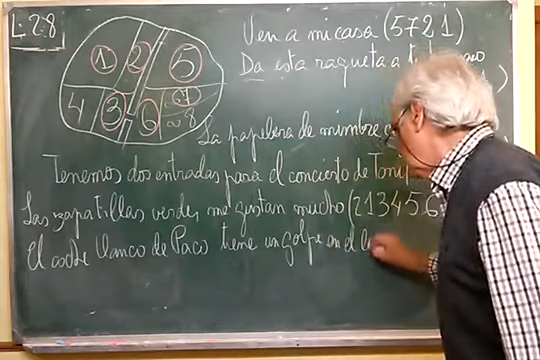 L-28
1 2 5
4 3 6 7 8
Ven a mi casa (5721)
Da esta raqueta a
La papelera de mimbre
Tenemos dos entradas para el concierto de Toni
Las zapatillas verdes me gustan mucho (213456
El coche blanco de Paco tiene un golpe en el